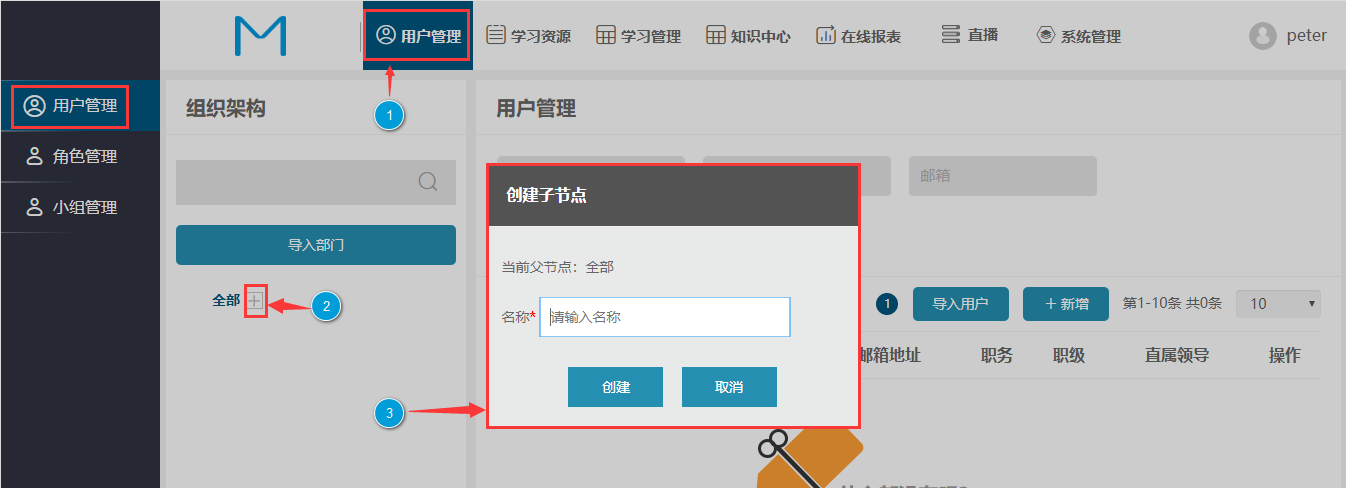 用户管理
学习资源
学习管理
知识中心
在线报表
直播
系统管理
peter
1
用户管理
角色管理
小组管理
组织架构
导入部门
全部
2
用户管理
邮箱
创建子节点
当前父节点：全部
名称*
请输入名称
创建
取消
3
1
导入用户
＋新增
第1-10条 共0条
10
邮箱地址
职务
职级
直属领导
操作